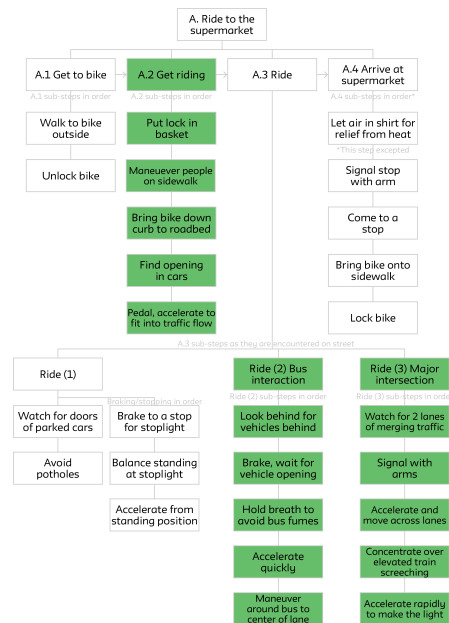 A. Ride to the
supermarket
A.1 Get to bike
A.2 Get riding
A.3 Ride
A.4 Arrive at
supermarket
A.1 sub-steps in order
A.2 sub-steps in order
A.4 sub-steps in order*
Walk to bike
outside
Unlock bike
Put lock in
basket
Maneuever people
on sidewalk
Bring bike down
curb to roadbed
Find opening
in cars
Pedal, accelerate to
fit into traffic flow
Let air in shirt for
relief from heat
*This step excepted
Signal stop
with arm
Come to a
stop
Bring bike onto
sidewalk
Lock bike
A.3 sub-steps as they are encountered on street
Ride (1)
Watch for doors
of parked cars
Avoid
potholes
Braking/stopping in order
Brake to a stop
for stoplight
Balance standing
at stoplight
Accelerate from
standing position
Ride (2) Bus
interaction
Ride (2) sub-steps in order
Look behind for
vehicles behind
Brake, wait for
vehicle opening
Hold breath to
avoid bus fumes
Accelerate
quickly
Maneuver
around bus to
center of lane
Ride (3) Major
intersection
Ride (3) sub-steps in order
Watch for 2 lanes
of merging traffic
Signal with
arms
Accelerate and
move across lanes
Concentrate over
elevated train
screeching
Accelerate rapidly
to make the light